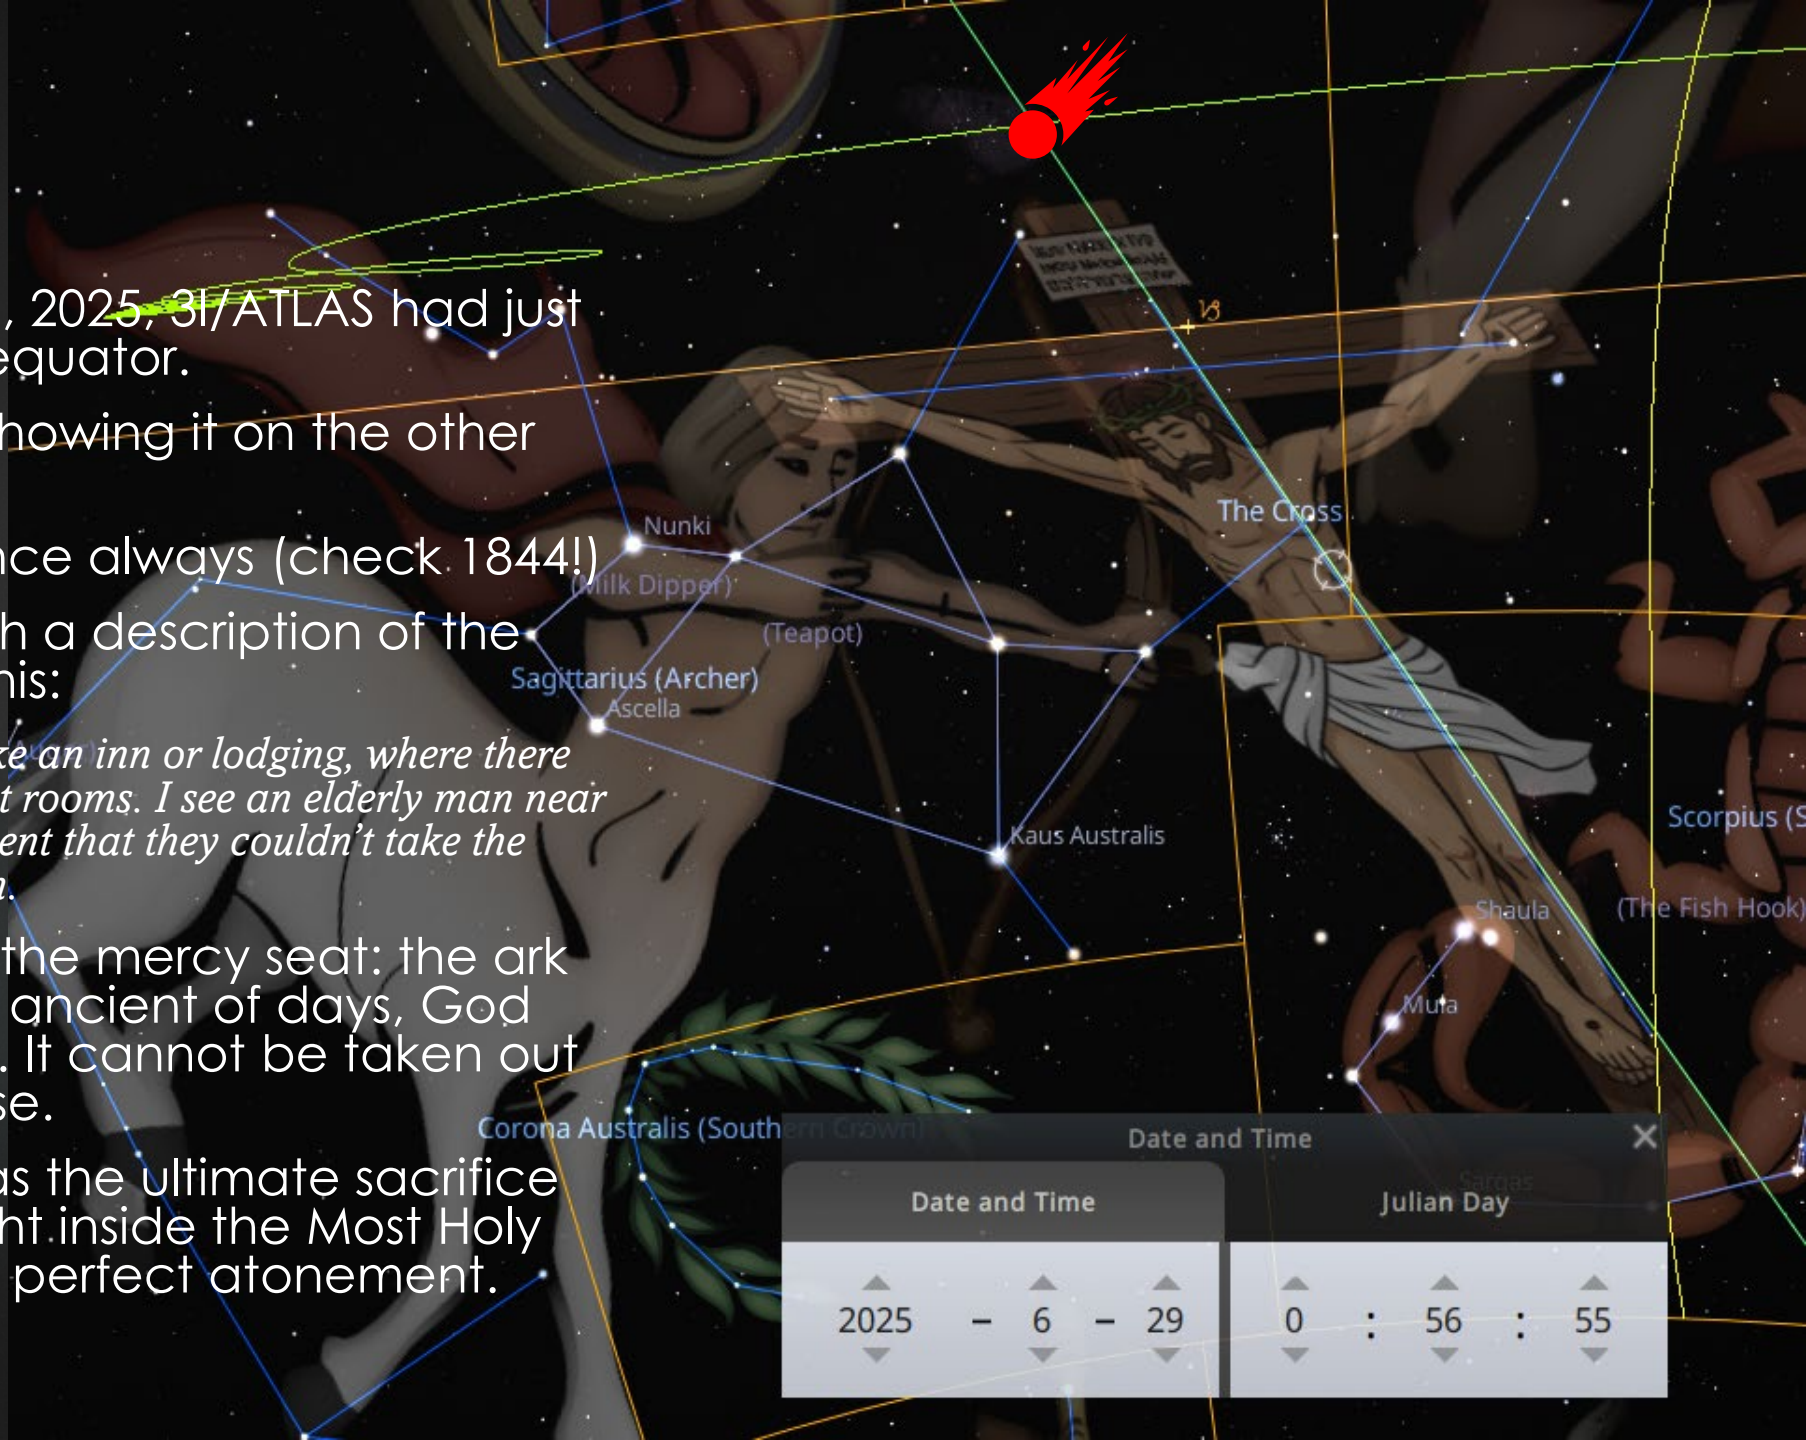 , 2025, 3I/ATLAS had just
equator.
howing it on the other
nce always (check 1844!)
h a description of the
his:
ke an inn or lodging, where there
t rooms. I see an elderly man near
ent that they couldn't take the
n.
the mercy seat: the ark
ancient of days, God
. It cannot be taken out
se.
as the ultimate sacrifice
ht inside the Most Holy
perfect atonement.
♑
The Cross
Nunki
(Milk Dipper)
(Teapot)
Sagittarius (Archer)
Ascella
Kaus Australis
Scorpius (S
Shaula
(The Fish Hook)
Mula
Corona Australis (Southern Crown)
Sargas
Date and Time
Date and Time
Julian Day
2025 – 6 – 29
0 : 56 : 55